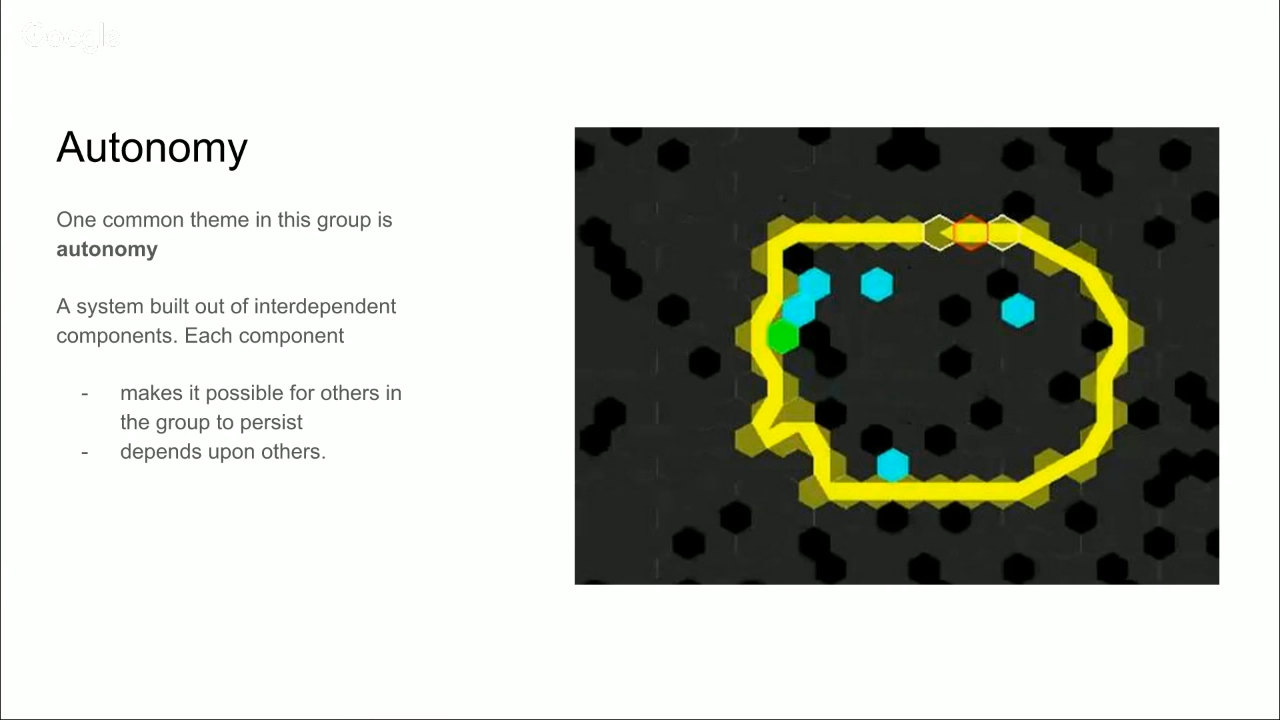 Google
Autonomy
One common theme in this group is
autonomy
A system built out of interdependent
components. Each component
- makes it possible for others in
the group to persist
- depends upon others.